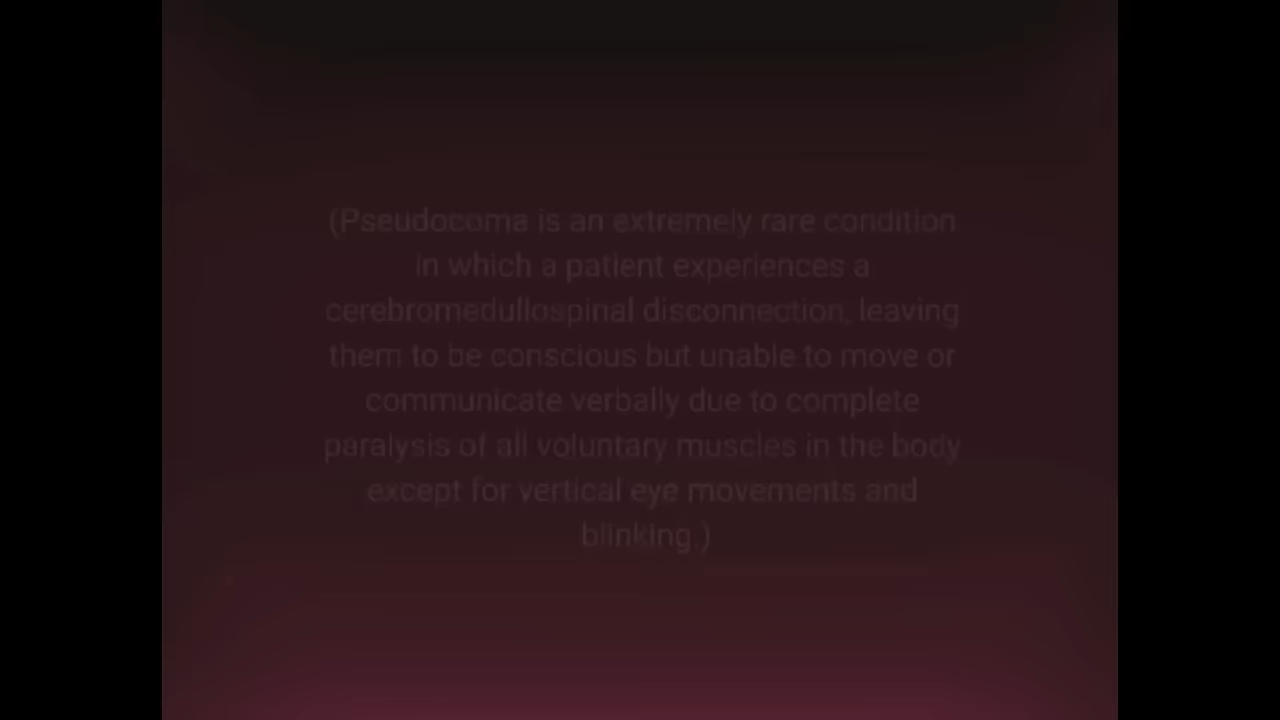 (Pseudocoma is an extremely rare condition
in which a patient experiences a
cerebromedullospinal disconnection, leaving
them to be conscious but unable to move or
communicate verbally due to complete
paralysis of all voluntary muscles in the body
except for vertical eye movements and
blinking.)